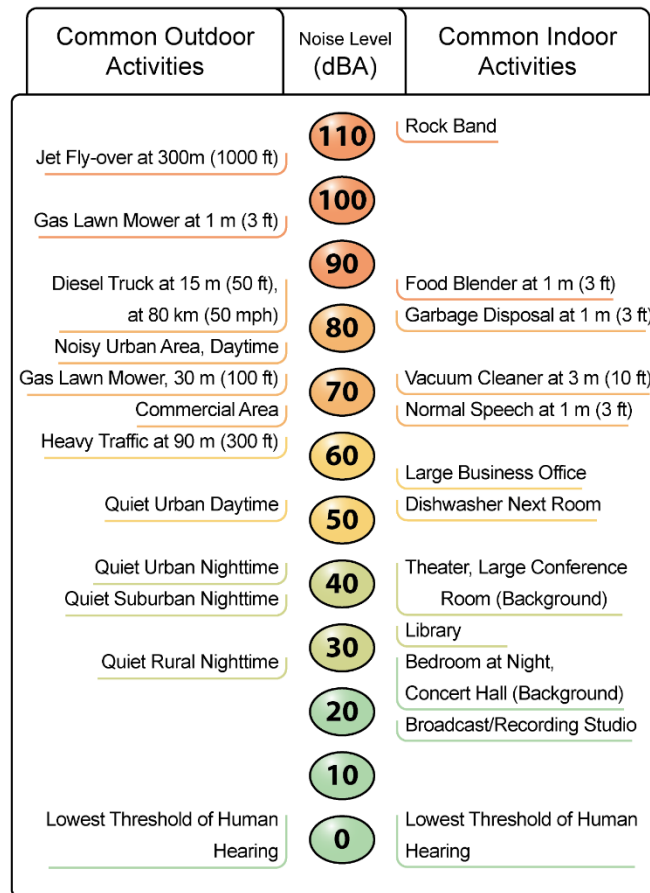 Common Outdoor
Activities
Noise Level
(dBA)
Common Indoor
Activities
110
Rock Band
Jet Fly-over at 300m (1000 ft)
100
Gas Lawn Mower at 1 m (3 ft)
90
Diesel Truck at 15 m (50 ft),
at 80 km (50 mph)
Food Blender at 1 m (3 ft)
80
Garbage Disposal at 1 m (3 ft)
Noisy Urban Area, Daytime
Gas Lawn Mower, 30 m (100 ft)
70
Vacuum Cleaner at 3 m (10 ft)
Commercial Area
Normal Speech at 1 m (3 ft)
Heavy Traffic at 90 m (300 ft)
60
Large Business Office
Quiet Urban Daytime
50
Dishwasher Next Room
Quiet Urban Nighttime
40
Theater, Large Conference
Room (Background)
Quiet Suburban Nighttime
Library
30
Quiet Rural Nighttime
Bedroom at Night,
Concert Hall (Background)
20
Broadcast/Recording Studio
10
Lowest Threshold of Human
Hearing
0
Lowest Threshold of Human
Hearing